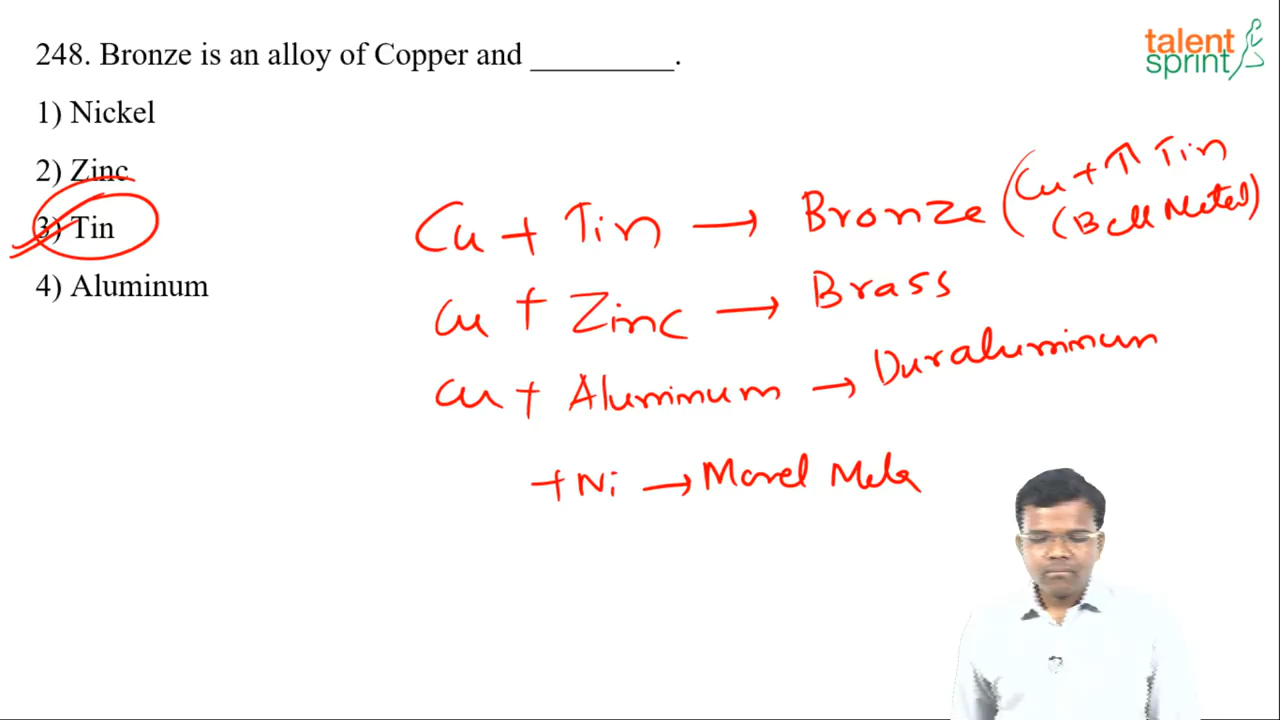 248. Bronze is an alloy of Copper and _________.
talent
sprint
1) Nickel
2) Zinc
3) Tin
4) Aluminum
Cu + Tin → Bronze (Cu + ↑ Tin
(Bell Metal)
Cu + Zinc → Brass
Cu + Aluminum → Duraluminum
+ Ni → Monel